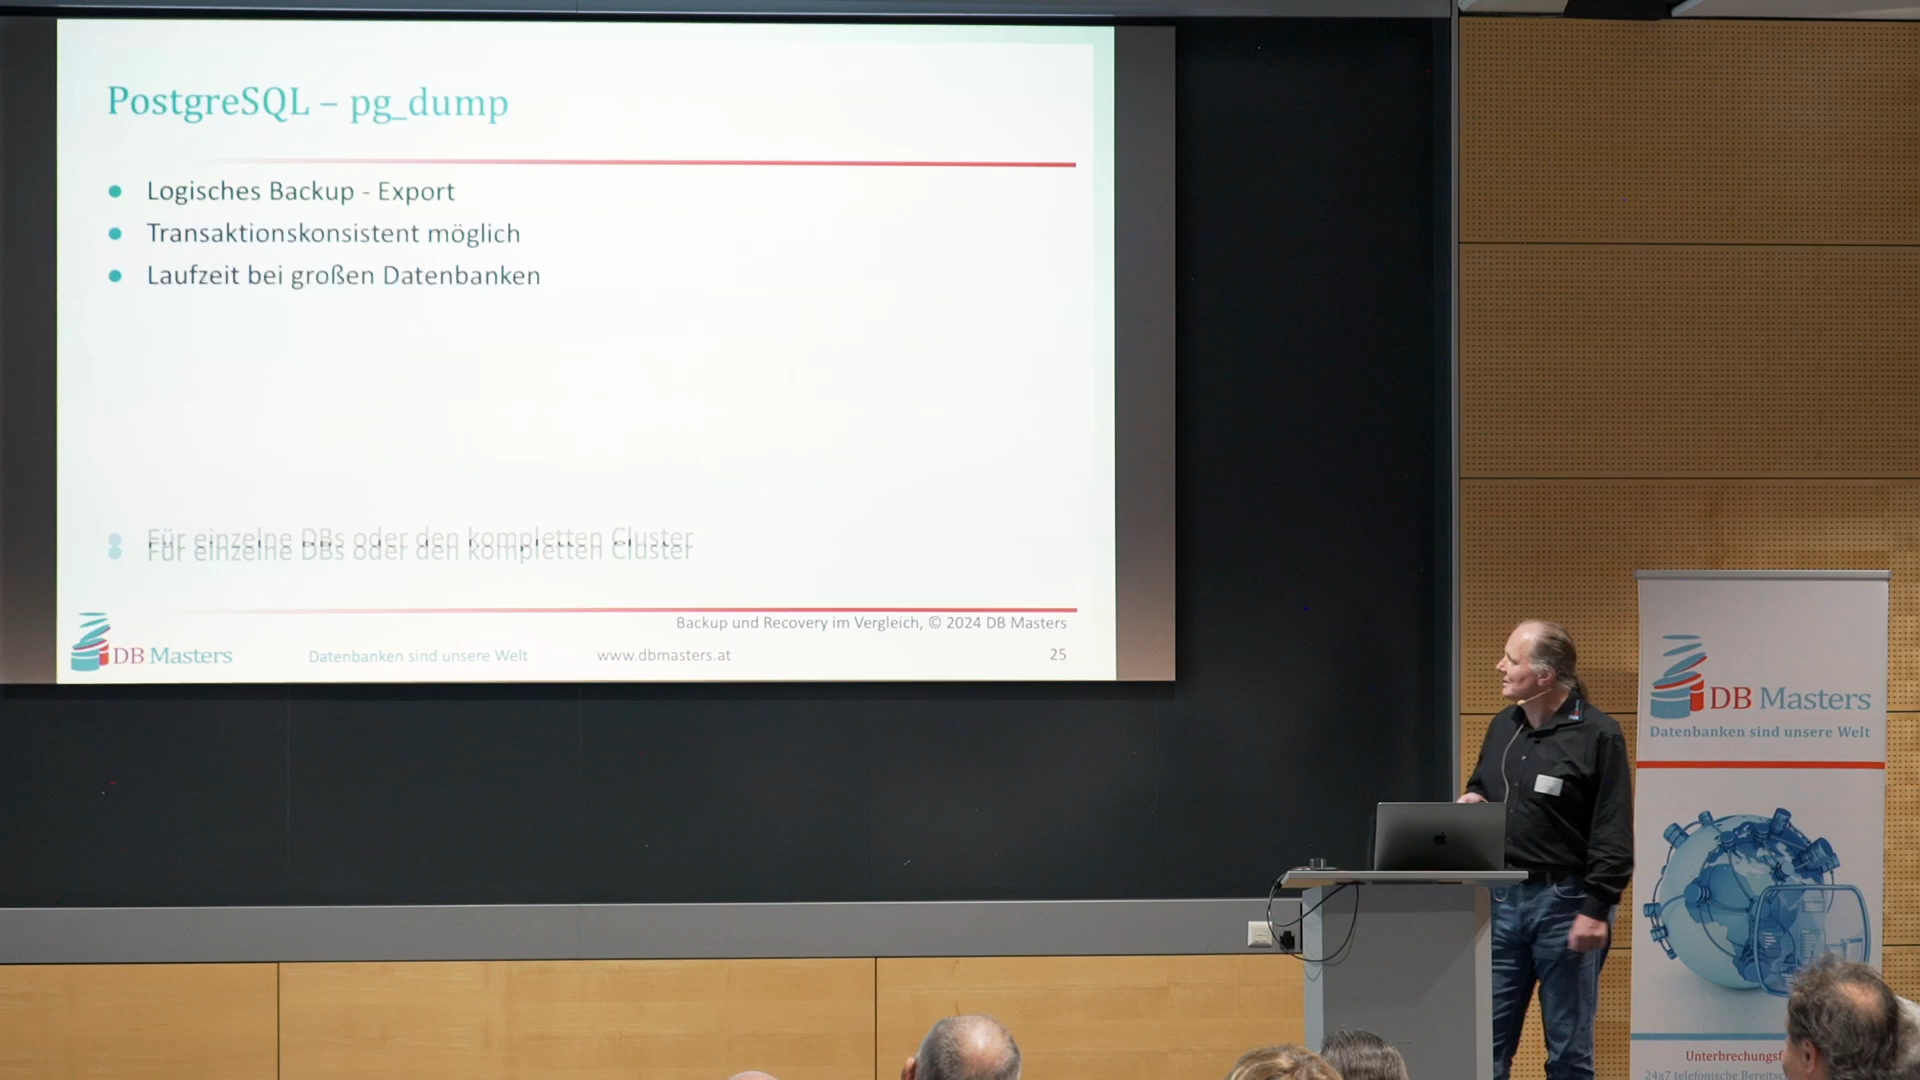 PostgreSQL – pg_dump
Logisches Backup - Export
Transaktionskonsistent möglich
Laufzeit bei großen Datenbanken
Für einzelne DBs oder den kompletten Cluster
Backup und Recovery im Vergleich, © 2024 DB Masters
DB Masters
Datenbanken sind unsere Welt
www.dbmasters.at
25
DB Masters
Datenbanken sind unsere Welt
24x7 telefonische